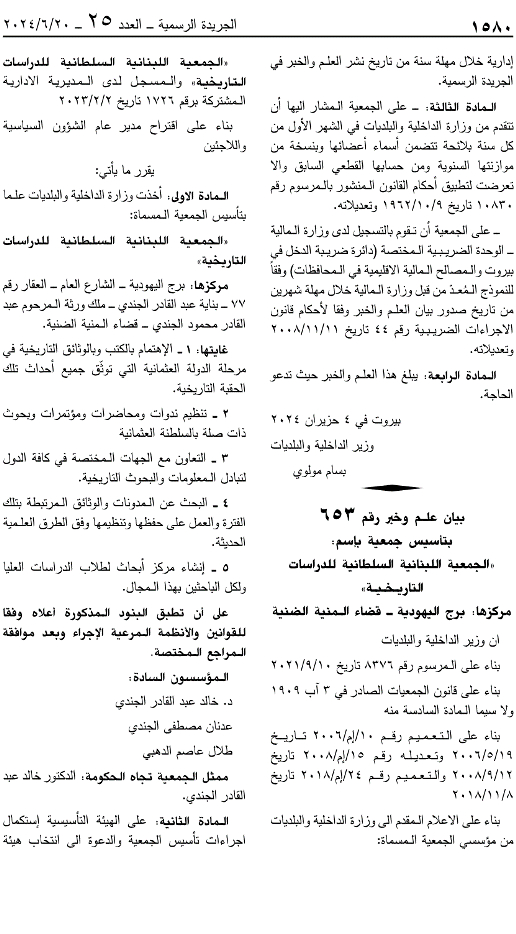 ١٥٨٠
الجريدة الرسمية ـ العدد ٢٥ ـ ٢٠٢٤/٦/٢٠
إدارية خلال مهلة سنة من تاريخ نشر العلم والخبر في
الجريدة الرسمية.
المادة الثالثة: ـ على الجمعية المشار اليها أن
تتقدم من وزارة الداخلية والبلديات في الشهر الأول من
كل سنة بلائحة تتضمن أسماء أعضائها وبنسخة من
موازنتها السنوية ومن حسابها القطعي السابق والا
تعرضت لتطبيق أحكام القانون المنشور بالمرسوم رقم
١٠٨٣٠ تاريخ ١٩٦٢/١٠/٩ وتعديلاته.
ـ على الجمعية أن تقوم بالتسجيل لدى وزارة المالية
ـ الوحدة الضريبية المختصة (دائرة ضريبة الدخل في
بيروت والمصالح المالية الاقليمية في المحافظات) وفقاً
للنموذج المُعدّ من قبل وزارة المالية خلال مهلة شهرين
من تاريخ صدور بيان العلم والخبر وفقا لأحكام قانون
الاجراءات الضريبية رقم ٤٤ تاريخ ٢٠٠٨/١١/١١
وتعديلاته.
المادة الرابعة: يبلغ هذا العلم والخبر حيث تدعو
الحاجة.
بيروت في ٤ حزيران ٢٠٢٤
وزير الداخلية والبلديات
بسام مولوي
بيان علم وخبر رقم ٦٥٣
بتأسيس جمعية بإسم:
«الجمعية اللبنانية السلطانية للدراسات
التاريخية»
مركزها: برج اليهودية ـ قضاء المنية الضنية
ان وزير الداخلية والبلديات
بناء على المرسوم رقم ٨٣٧٦ تاريخ ٢٠٢١/٩/١٠
بناء على قانون الجمعيات الصادر في ٣ آب ١٩٠٩
ولا سيما المادة السادسة منه
بناء على التعميم رقم ١٠/إم/٢٠٠٦ تاريخ
٢٠٠٦/٥/١٩ وتعديله رقم ١٥/إم/٢٠٠٨ تاريخ
٢٠٠٨/٩/١٢ والتعميم رقم ٢٤/إم/٢٠١٨ تاريخ
٢٠١٨/١١/٨
بناء على الاعلام المقدم الى وزارة الداخلية والبلديات
من مؤسسي الجمعية المسماة:
«الجمعية اللبنانية السلطانية للدراسات
التاريخية» والمسجل لدى المديرية الادارية
المشتركة برقم ١٧٢٦ تاريخ ٢٠٢٣/٢/٢
بناء على اقتراح مدير عام الشؤون السياسية
واللاجئين
يقرر ما يأتي:
المادة الاولى: أخذت وزارة الداخلية والبلديات علما
بتأسيس الجمعية المسماة:
«الجمعية اللبنانية السلطانية للدراسات
التاريخية»
مركزها: برج اليهودية ـ الشارع العام ـ العقار رقم
٧٧ ـ بناية عبد القادر الجندي ـ ملك ورثة المرحوم عبد
القادر محمود الجندي ـ قضاء المنية الضنية.
غايتها: ١ ـ الإهتمام بالكتب وبالوثائق التاريخية في
مرحلة الدولة العثمانية التي توثّق جميع أحداث تلك
الحقبة التاريخية.
٢ ـ تنظيم ندوات ومحاضرات ومؤتمرات وبحوث
ذات صلة بالسلطنة العثمانية
٣ ـ التعاون مع الجهات المختصة في كافة الدول
لتبادل المعلومات والبحوث التاريخية.
٤ ـ البحث عن المدونات والوثائق المرتبطة بتلك
الفترة والعمل على حفظها وتنظيمها وفق الطرق العلمية
الحديثة.
٥ ـ إنشاء مركز أبحاث لطلاب الدراسات العليا
ولكل الباحثين بهذا المجال.
على أن تطبق البنود المذكورة أعلاه وفقا
للقوانين والأنظمة المرعية الإجراء وبعد موافقة
المراجع المختصة.
المؤسسون السادة:
د. خالد عبد القادر الجندي
عدنان مصطفى الجندي
طلال عاصم الدهبي
ممثل الجمعية تجاه الحكومة: الدكتور خالد عبد
القادر الجندي.
المادة الثانية: على الهيئة التأسيسية إستكمال
اجراءات تأسيس الجمعية والدعوة الى انتخاب هيئة